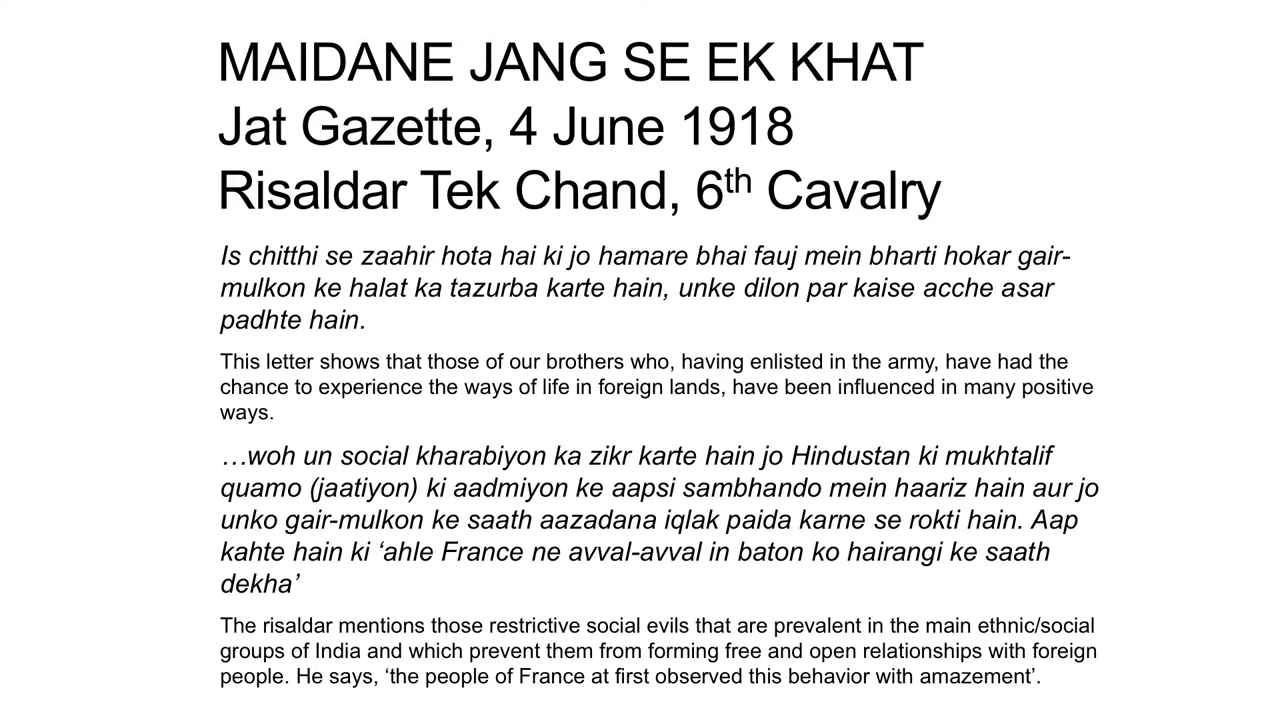 MAIDANE JANG SE EK KHAT
Jat Gazette, 4 June 1918
Risaldar Tek Chand, 6th Cavalry
Is chitthi se zaahir hota hai ki jo hamare bhai fauj mein bharti hokar gair-
mulkon ke halat ka tazurba karte hain, unke dilon par kaise acche asar
padhte hain.
This letter shows that those of our brothers who, having enlisted in the army, have had the
chance to experience the ways of life in foreign lands, have been influenced in many positive
ways.
…woh un social kharabiyon ka zikr karte hain jo Hindustan ki mukhtalif
quamo (jaatiyon) ki aadmiyon ke aapsi sambhando mein haariz hain aur jo
unko gair-mulkon ke saath aazadana iqlak paida karne se rokti hain. Aap
kahte hain ki ‘ahle France ne avval-avval in baton ko hairangi ke saath
dekha’
The risaldar mentions those restrictive social evils that are prevalent in the main ethnic/social
groups of India and which prevent them from forming free and open relationships with foreign
people. He says, ‘the people of France at first observed this behavior with amazement’.